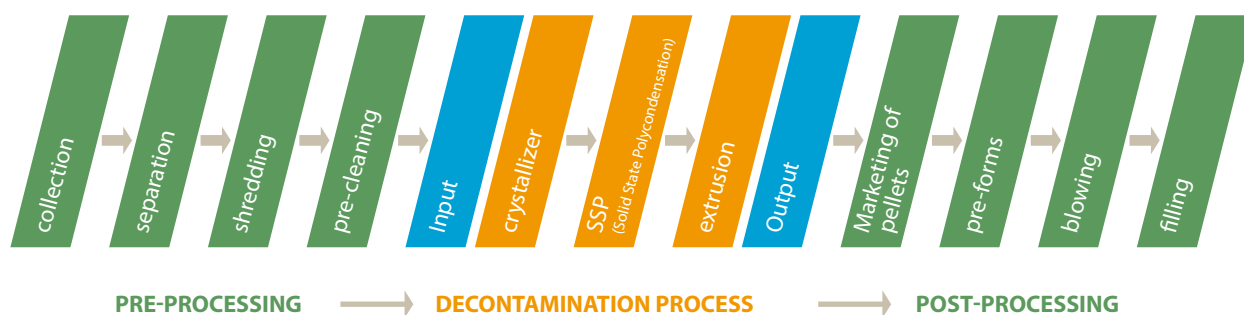 collection
separation
shredding
pre-cleaning
Input
crystallizer
SSP
(Solid State Polycondensation)
extrusion
Output
Marketing of
pellets
pre-forms
blowing
filling
PRE-PROCESSING
DECONTAMINATION PROCESS
POST-PROCESSING